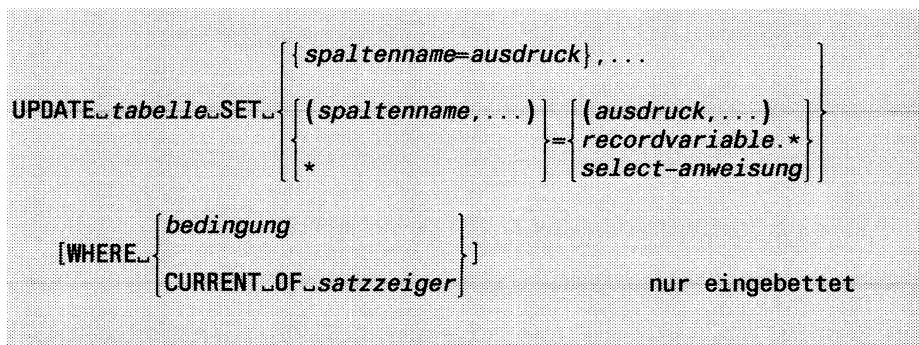 {spaltenname=ausdruck},...
UPDATE␣tabelle␣SET␣
(spaltenname,...) = (ausdruck,...)
recordvariable.*
* select-anweisung
[WHERE␣ bedingung
CURRENT␣OF␣satzzeiger ] nur eingebettet